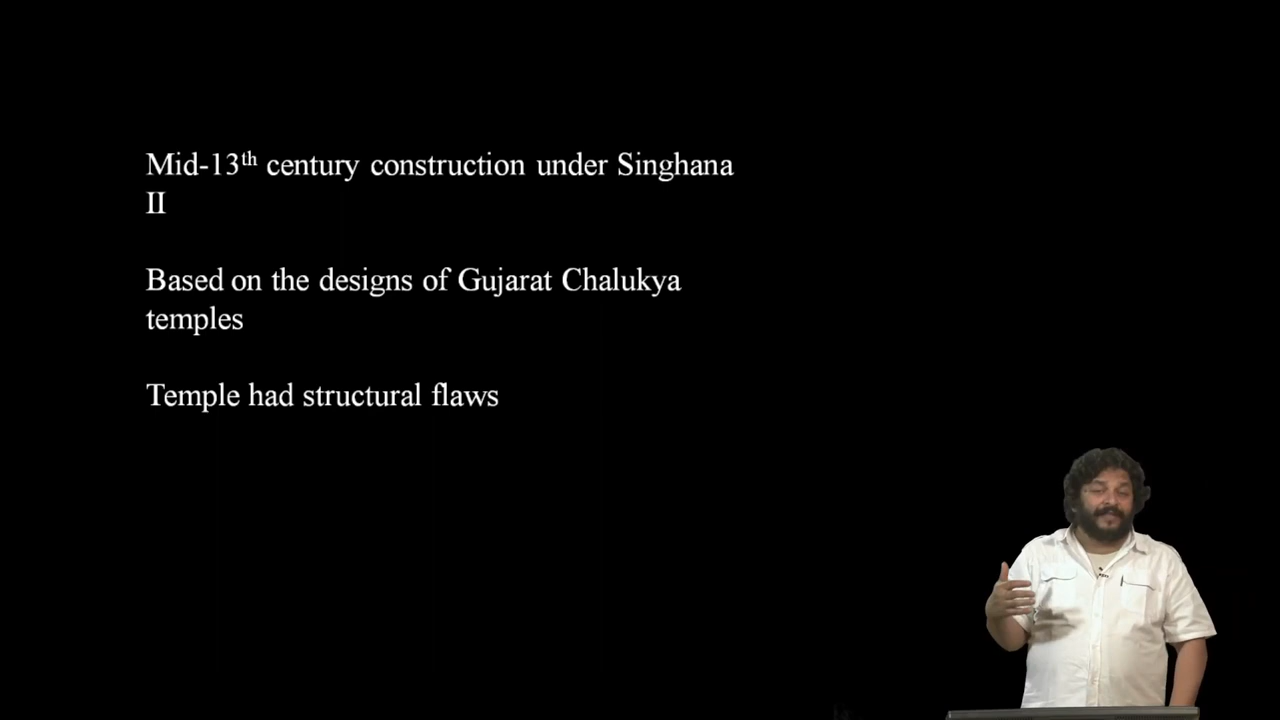 Mid-13th century construction under Singhana
II
Based on the designs of Gujarat Chalukya
temples
Temple had structural flaws